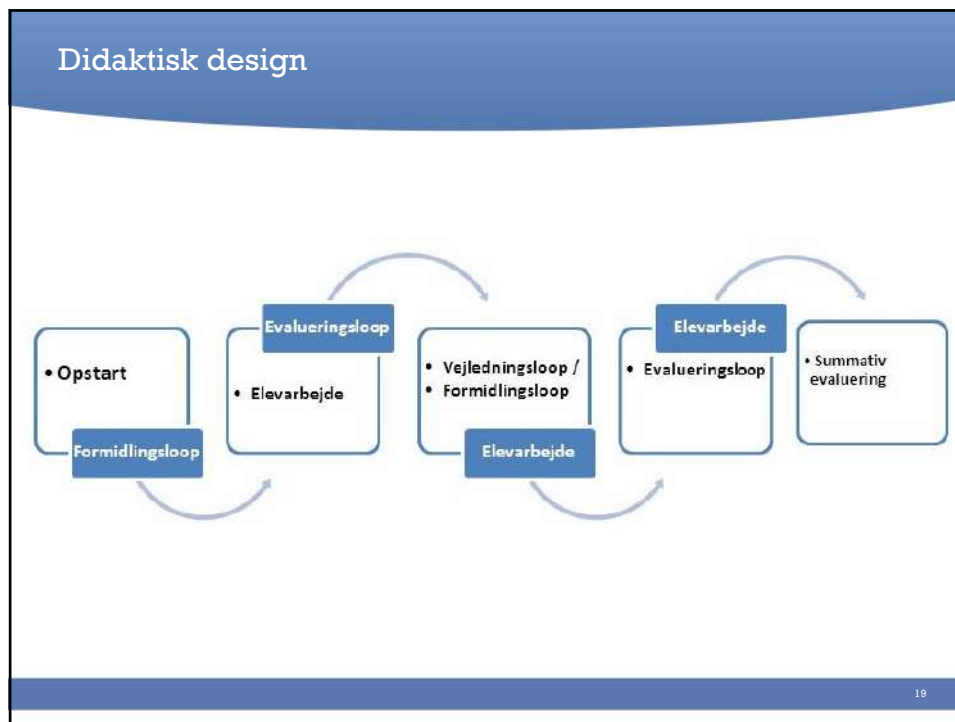 Didaktisk design
• Opstart
Formidlingsloop
Evalueringsloop
• Elevarbejde
• Vejledningsloop /
• Formidlingsloop
Elevarbejde
Elevarbejde
• Evalueringsloop
• Summativ
evaluering
19